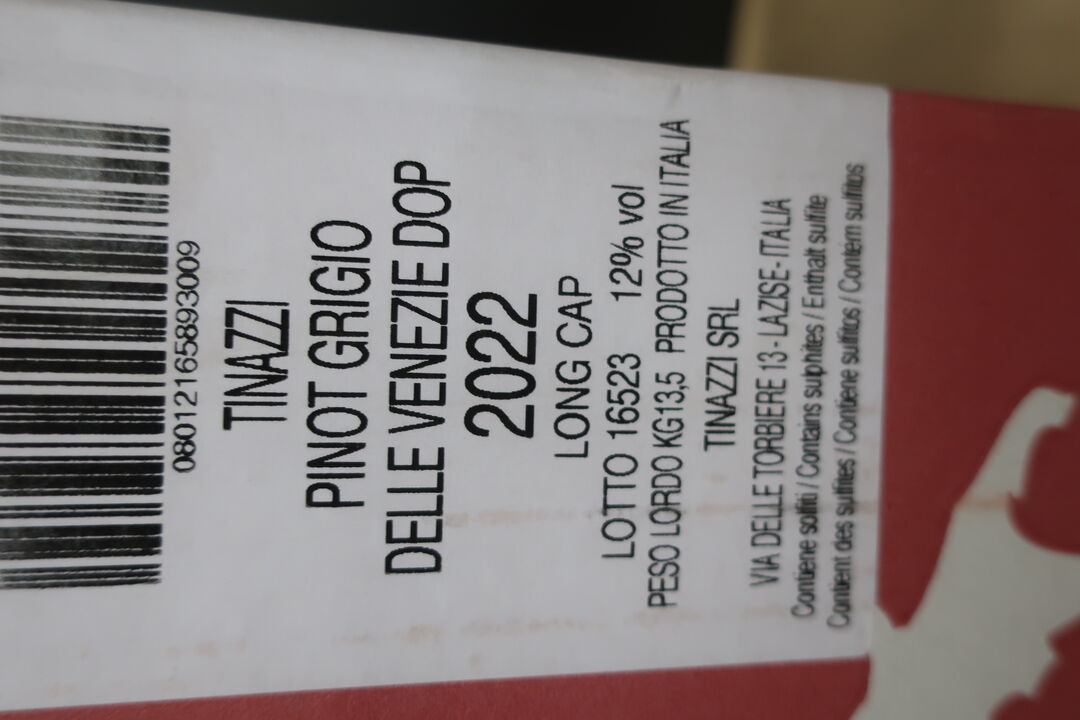 08012165893009
TINAZZI
PINOT GRIGIO
DELLE VENEZIE DOP
2022
LONG CAP
LOTTO 16523 12% vol
PESO LORDO KG13,5 PRODOTTO IN ITALIA
TINAZZI SRL
VIA DELLE TORBIERE 13 - LAZISE - ITALIA
Contiene solfiti / Contains sulphites / Enthalt sulfite
Contient des sulfites / Contiene sulfitos / Contém sulfitos